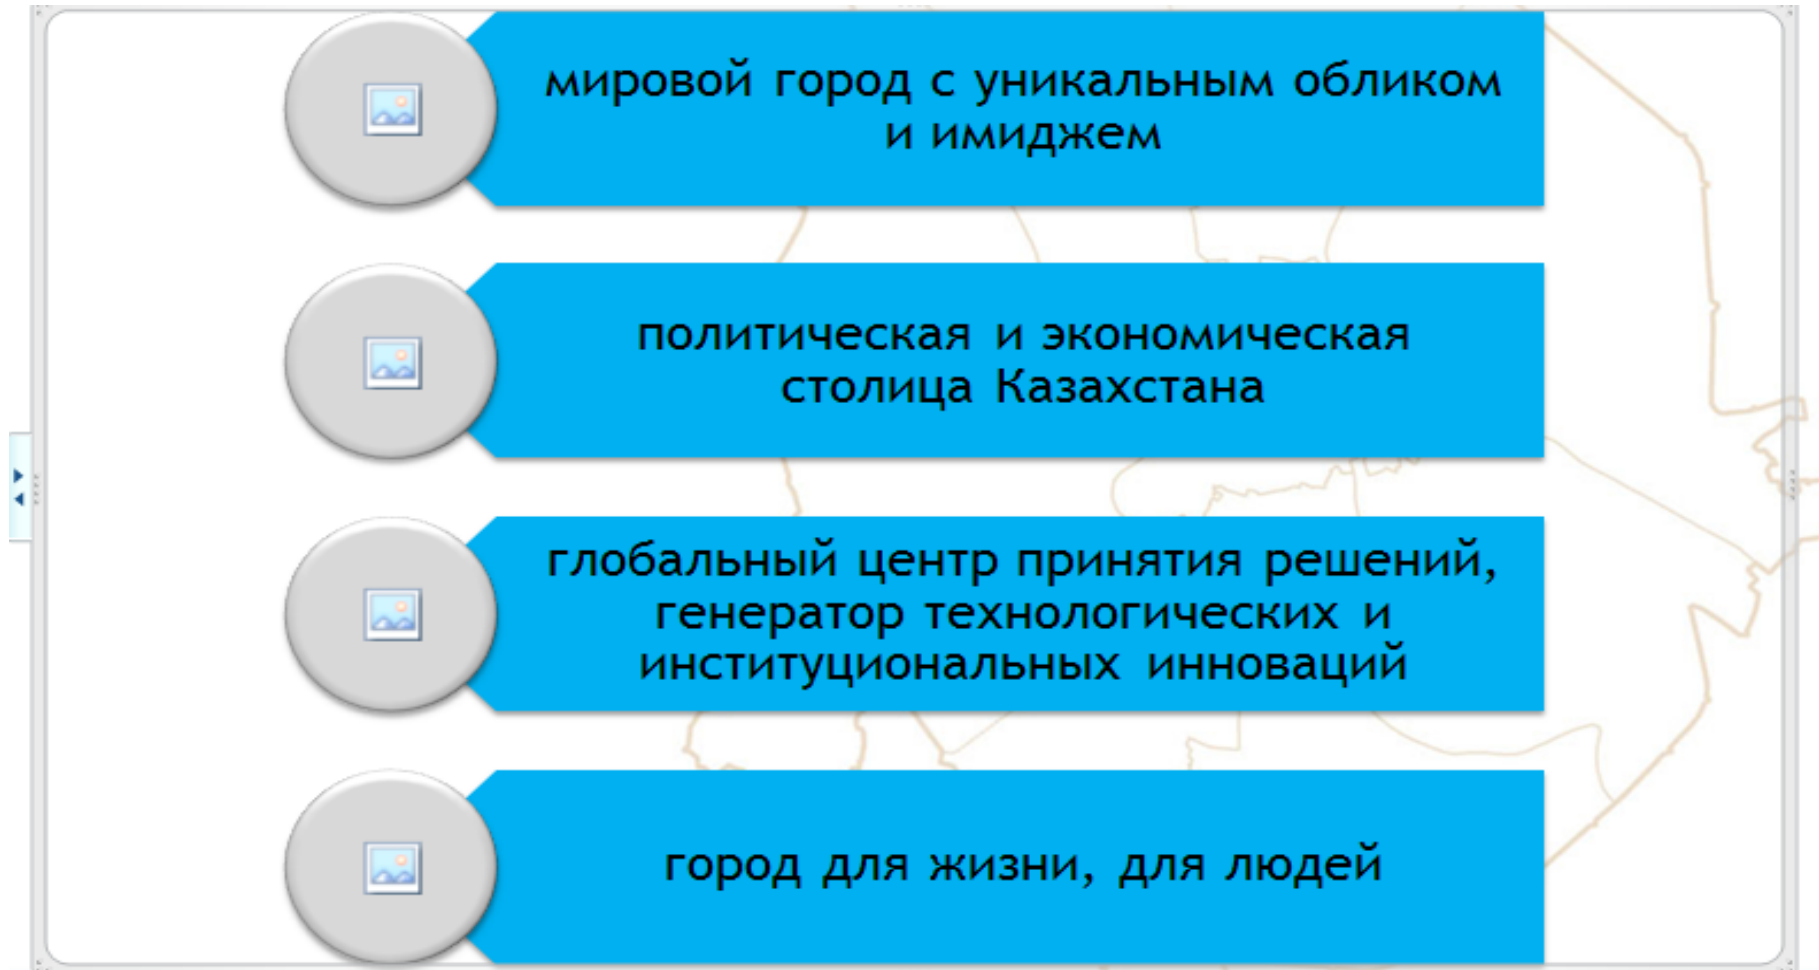 мировой город с уникальным обликом
и имиджем
политическая и экономическая
столица Казахстана
глобальный центр принятия решений,
генератор технологических и
институциональных инноваций
город для жизни, для людей